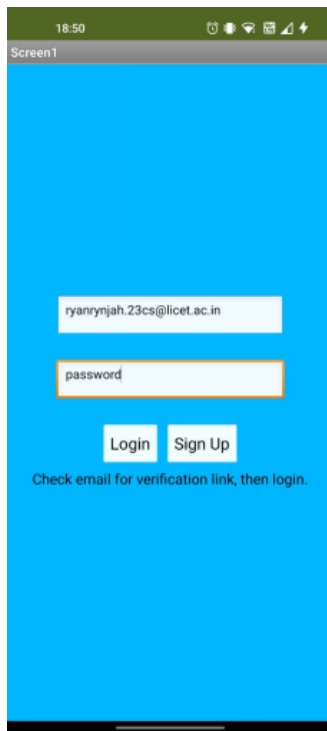 18:50
Screen1
ryanrynjah.23cs@licet.ac.in
password
Login Sign Up
Check email for verification link, then login.